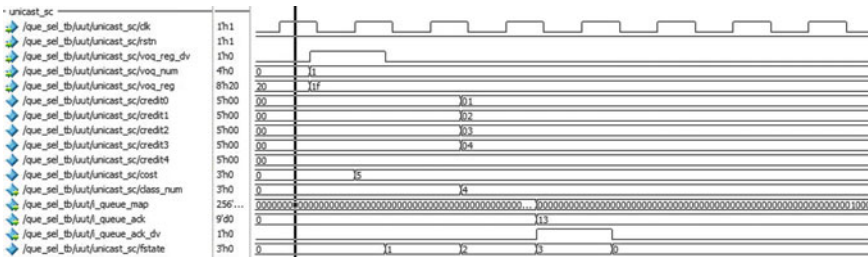 unicast_sc
/que_sel_tb/uut/unicast_sc/clk 1'h1
/que_sel_tb/uut/unicast_sc/rstn 1'h1
/que_sel_tb/uut/unicast_sc/voq_reg_dv 1'h0
/que_sel_tb/uut/unicast_sc/voq_num 4'h0 0 1
/que_sel_tb/uut/unicast_sc/voq_reg 8'h20 20 1f
/que_sel_tb/uut/unicast_sc/credit0 5'h00 00 01
/que_sel_tb/uut/unicast_sc/credit1 5'h00 00 02
/que_sel_tb/uut/unicast_sc/credit2 5'h00 00 03
/que_sel_tb/uut/unicast_sc/credit3 5'h00 00 04
/que_sel_tb/uut/unicast_sc/credit4 5'h00 00
/que_sel_tb/uut/unicast_sc/cost 3'h0 0 5
/que_sel_tb/uut/unicast_sc/class_num 3'h0 0 4
/que_sel_tb/uut/i_queue_map 256'...
/que_sel_tb/uut/i_queue_ack 9'd0 0 13
/que_sel_tb/uut/i_queue_ack_dv 1'h0
/que_sel_tb/uut/unicast_sc/fstate 3'h0 0 1 2 3 0